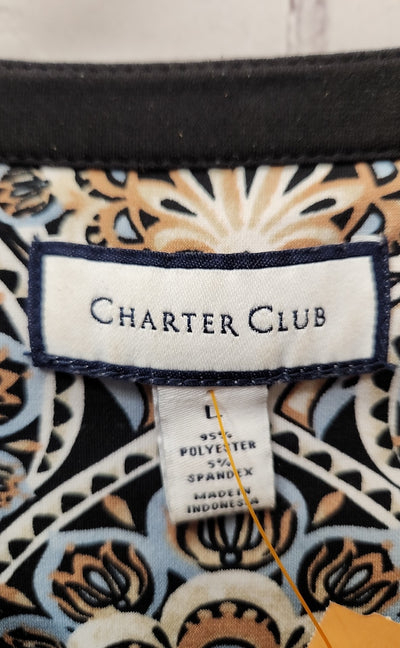 CHARTER CLUB
L
95%
POLYESTER
5%
SPANDEX
MADE IN
INDONESIA